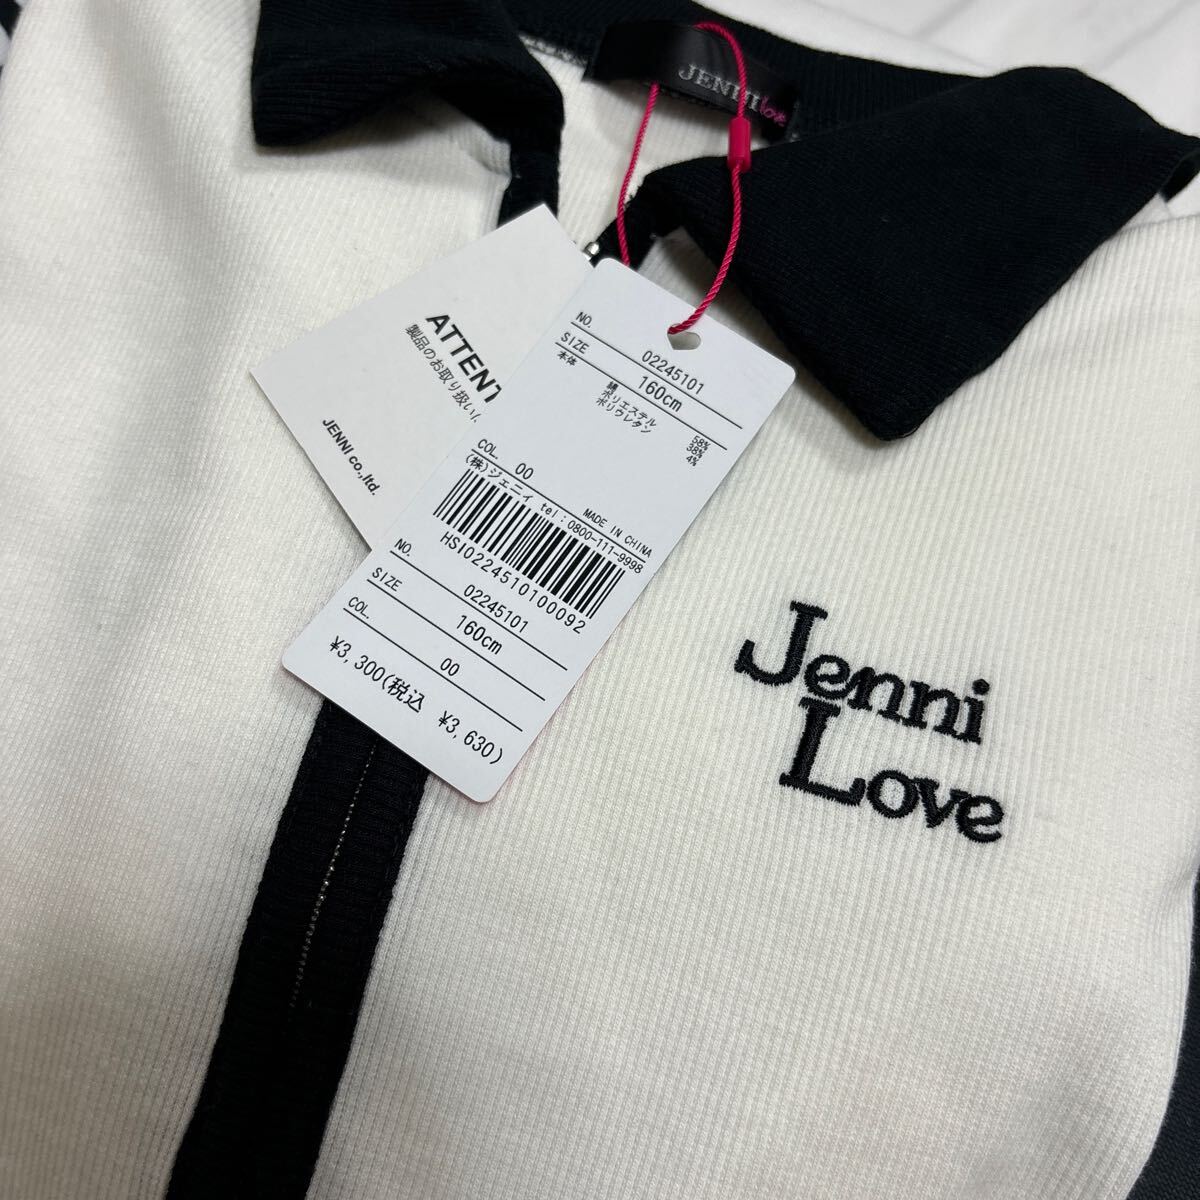 JENNI love
ATTENT
製品のお取り扱い
JENNI co.,ltd.
NO. 02245101
SIZE 160cm
本体 綿 58%
ポリエステル 38%
ポリウレタン 4%
COL. 00 MADE IN CHINA
(株)ジェニィ tel:0800-111-9998
HSI0224510100092
NO. 02245101
SIZE 160cm
COL. 00
¥3,300(税込 ¥3,630)
Jenni
Love